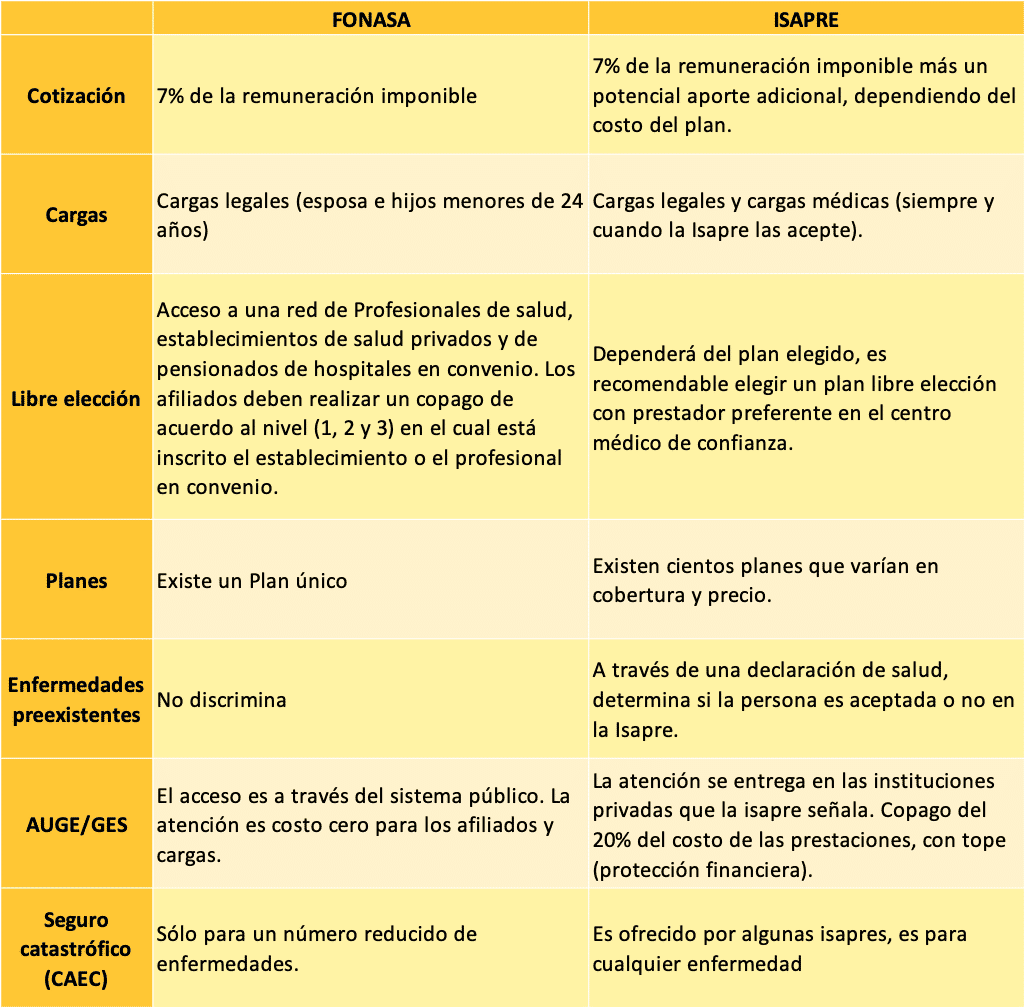 FONASA
ISAPRE
Cotización
7% de la remuneración imponible
7% de la remuneración imponible más un
potencial aporte adicional, dependiendo del
costo del plan.
Cargas
Cargas legales (esposa e hijos menores de 24
años)
Cargas legales y cargas médicas (siempre y
cuando la Isapre las acepte).
Libre elección
Acceso a una red de Profesionales de salud,
establecimientos de salud privados y de
pensionados de hospitales en convenio. Los
afiliados deben realizar un copago de
acuerdo al nivel (1, 2 y 3) en el cual está
inscrito el establecimiento o el profesional
en convenio.
Dependerá del plan elegido, es
recomendable elegir un plan libre elección
con prestador preferente en el centro
médico de confianza.
Planes
Existe un Plan único
Existen cientos planes que varían en
cobertura y precio.
Enfermedades
preexistentes
No discrimina
A través de una declaración de salud,
determina si la persona es aceptada o no en
la Isapre.
AUGE/GES
El acceso es a través del sistema público. La
atención es costo cero para los afiliados y
cargas.
La atención se entrega en las instituciones
privadas que la isapre señala. Copago del
20% del costo de las prestaciones, con tope
(protección financiera).
Seguro
catastrófico
(CAEC)
Sólo para un número reducido de
enfermedades.
Es ofrecido por algunas isapres, es para
cualquier enfermedad